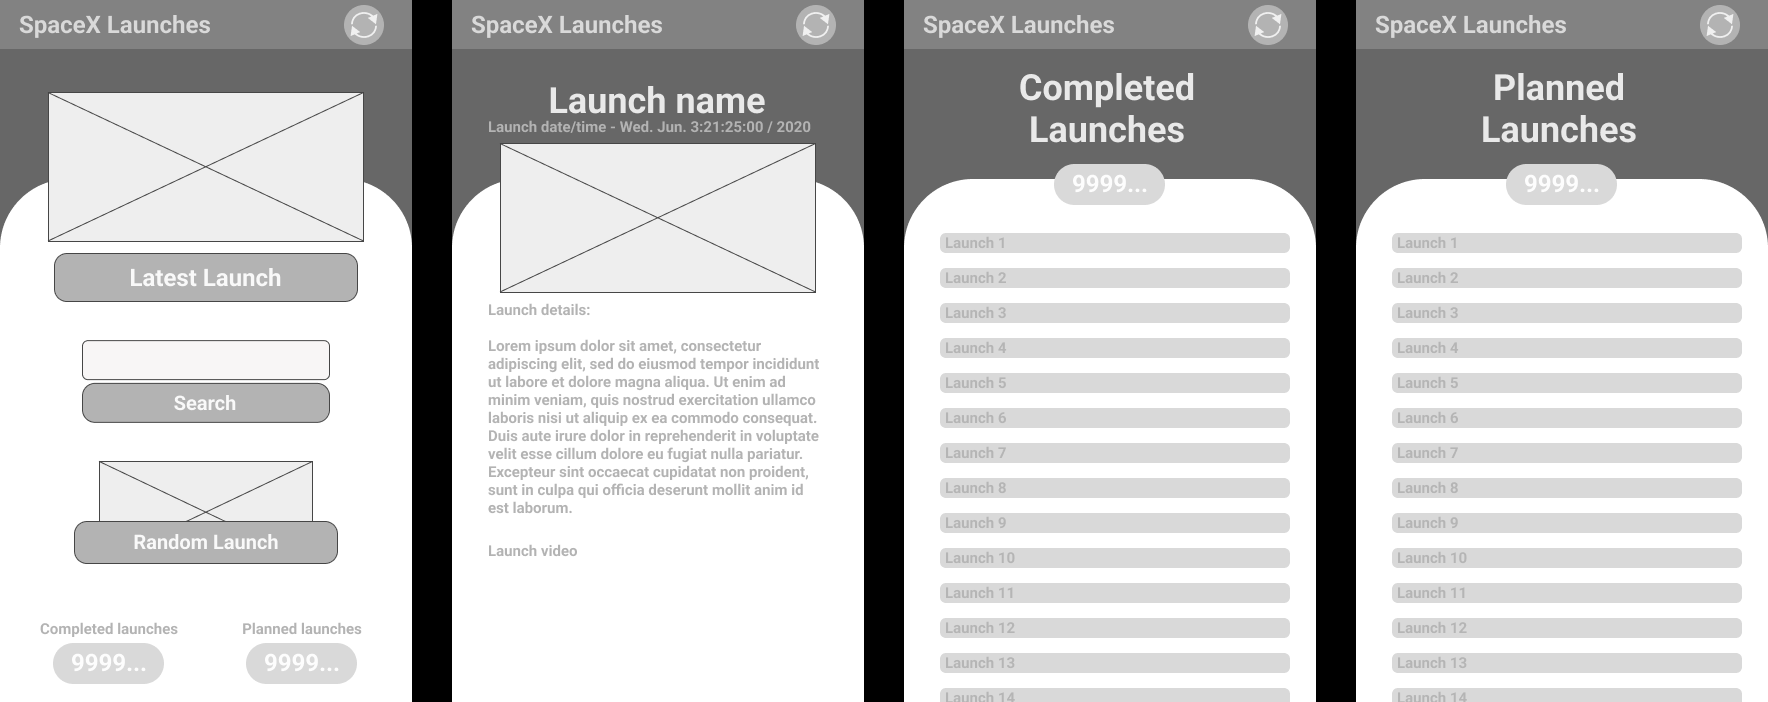 SpaceX Launches
Latest Launch
Search
Random Launch
Completed launches
Planned launches
9999...
9999...
SpaceX Launches
Launch name
Launch date/time - Wed. Jun. 3:21:25:00 / 2020
Launch details:
Lorem ipsum dolor sit amet, consectetur
adipiscing elit, sed do eiusmod tempor incididunt
ut labore et dolore magna aliqua. Ut enim ad
minim veniam, quis nostrud exercitation ullamco
laboris nisi ut aliquip ex ea commodo consequat.
Duis aute irure dolor in reprehenderit in voluptate
velit esse cillum dolore eu fugiat nulla pariatur.
Excepteur sint occaecat cupidatat non proident,
sunt in culpa qui officia deserunt mollit anim id
est laborum.
Launch video
SpaceX Launches
Completed
Launches
9999...
Launch 1
Launch 2
Launch 3
Launch 4
Launch 5
Launch 6
Launch 7
Launch 8
Launch 9
Launch 10
Launch 11
Launch 12
Launch 13
Launch 14
SpaceX Launches
Planned
Launches
9999...
Launch 1
Launch 2
Launch 3
Launch 4
Launch 5
Launch 6
Launch 7
Launch 8
Launch 9
Launch 10
Launch 11
Launch 12
Launch 13
Launch 14